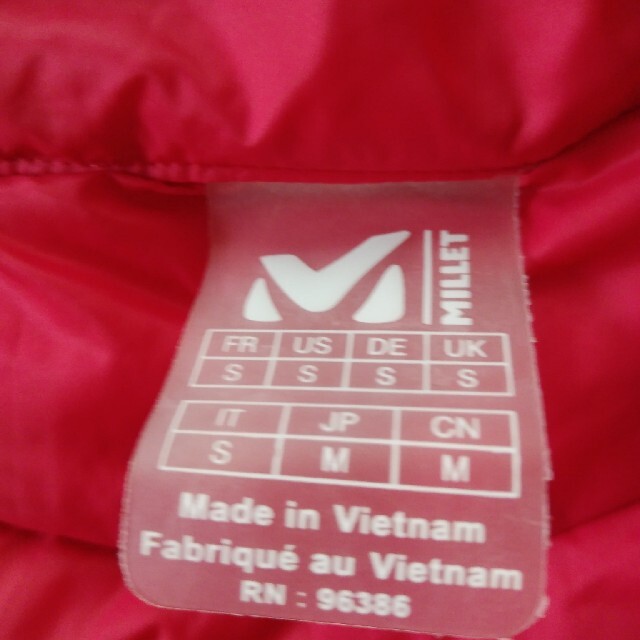 MILLET
FR US DE UK
S S S S
IT JP CN
S M M
Made in Vietnam
Fabriqué au Vietnam
RN : 96386